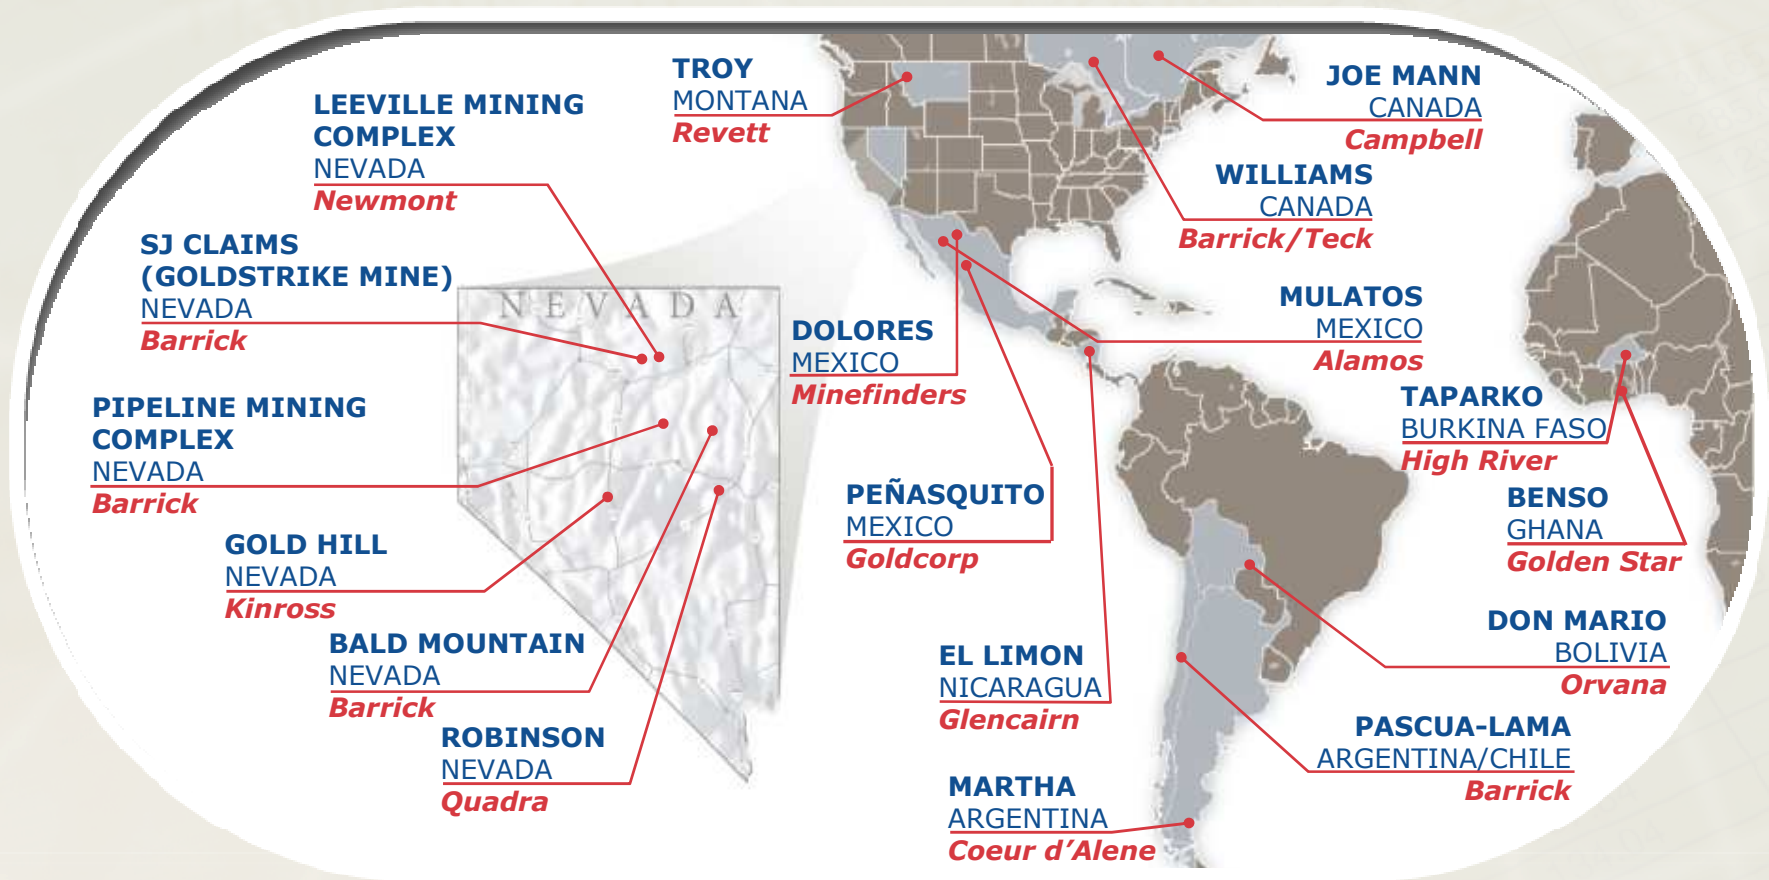 TROY
MONTANA
Revett
JOE MANN
CANADA
Campbell
LEEVILLE MINING
COMPLEX
NEVADA
Newmont
WILLIAMS
CANADA
Barrick/Teck
SJ CLAIMS
(GOLDSTRIKE MINE)
NEVADA
Barrick
NEVADA
MULATOS
MEXICO
Alamos
DOLORES
MEXICO
Minefinders
TAPARKO
BURKINA FASO
High River
PIPELINE MINING
COMPLEX
NEVADA
Barrick
PEÑASQUITO
MEXICO
Goldcorp
BENSO
GHANA
Golden Star
GOLD HILL
NEVADA
Kinross
DON MARIO
BOLIVIA
Orvana
BALD MOUNTAIN
NEVADA
Barrick
EL LIMON
NICARAGUA
Glencairn
PASCUA-LAMA
ARGENTINA/CHILE
Barrick
ROBINSON
NEVADA
Quadra
MARTHA
ARGENTINA
Coeur d’Alene